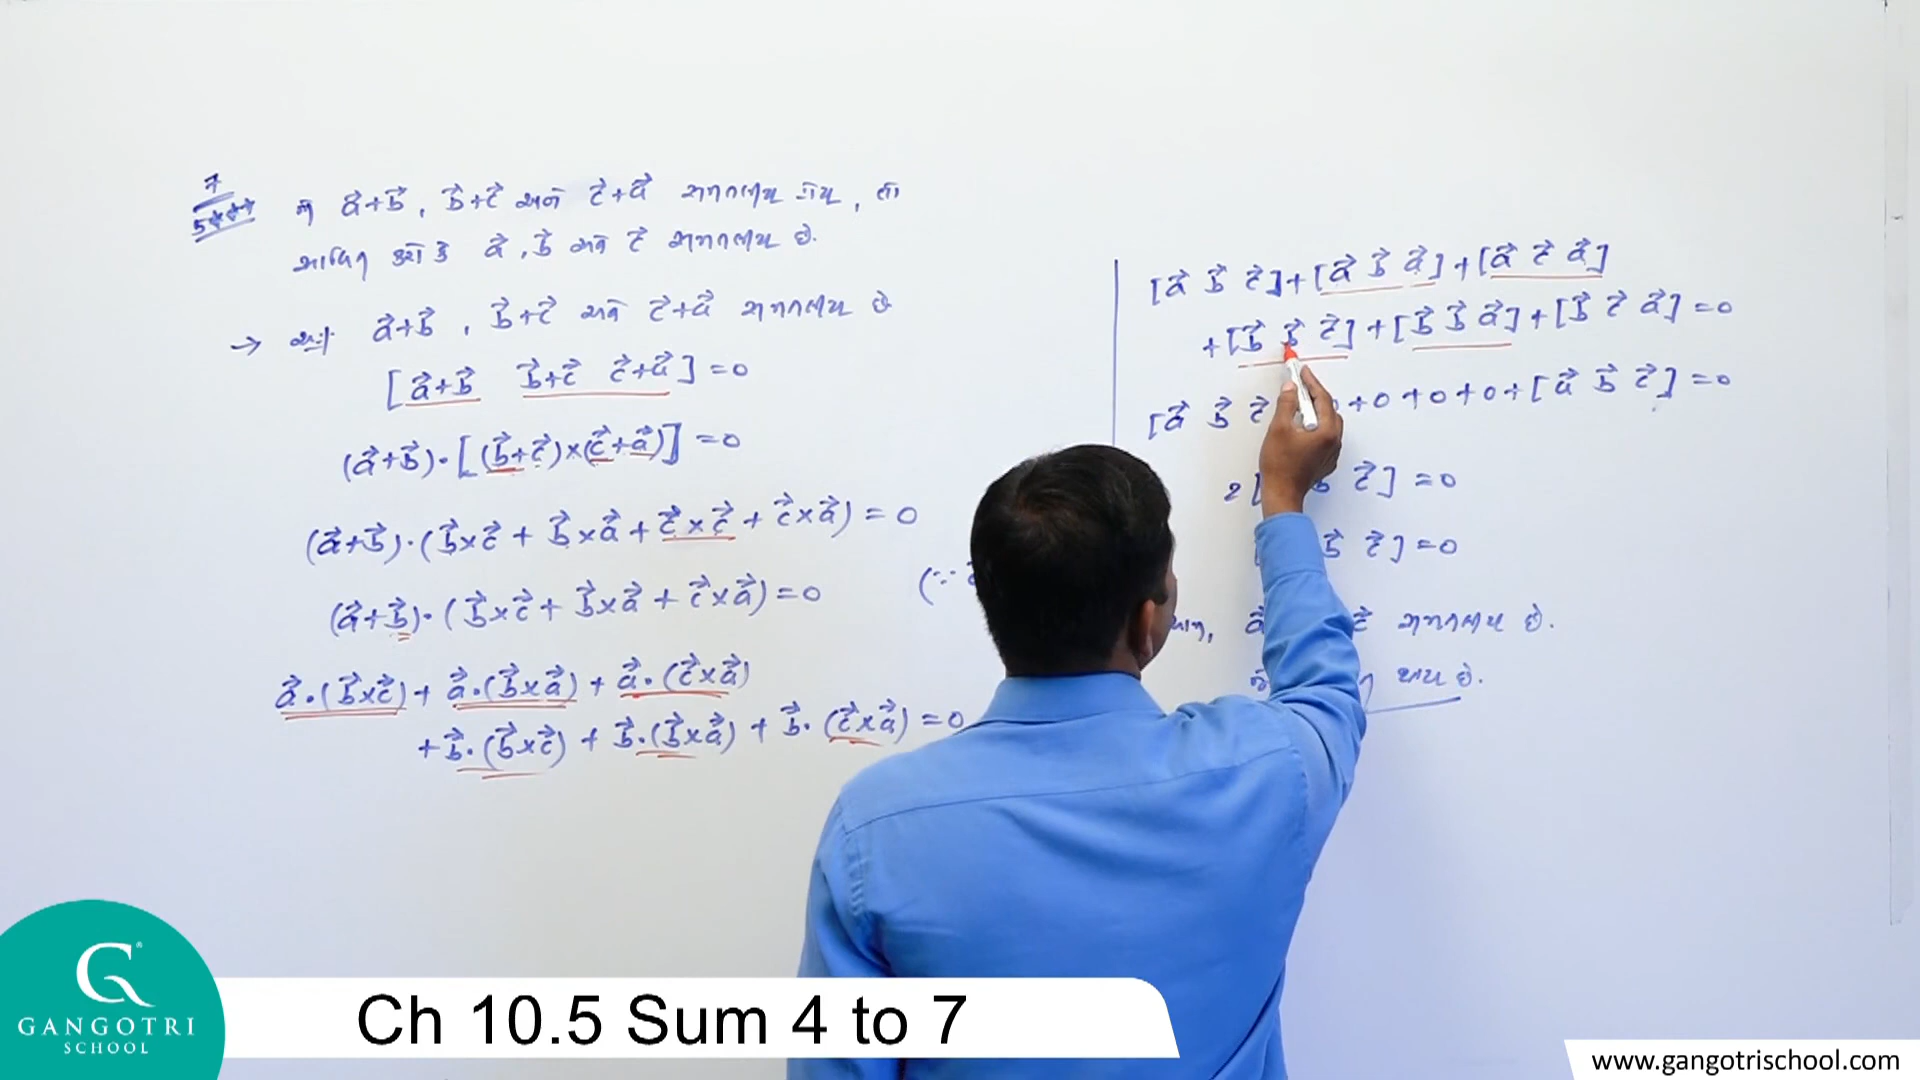 7
જો a⃗+b⃗, b⃗+c⃗ અને c⃗+a⃗ સમતલીય હોય, તો
સાબિત કરો કે a⃗, b⃗ અને c⃗ સમતલીય છે.
→ અહીં a⃗+b⃗, b⃗+c⃗ અને c⃗+a⃗ સમતલીય છે
[a⃗+b⃗ b⃗+c⃗ c⃗+a⃗]=0
(a⃗+b⃗)·[(b⃗+c⃗)×(c⃗+a⃗)]=0
(a⃗+b⃗)·(b⃗×c⃗ + b⃗×a⃗ + c⃗×c⃗ + c⃗×a⃗) = 0
(a⃗+b⃗)·(b⃗×c⃗ + b⃗×a⃗ + c⃗×a⃗)=0 (∵
a⃗·(b⃗×c⃗) + a⃗·(b⃗×a⃗) + a⃗·(c⃗×a⃗)
+ b⃗·(b⃗×c⃗) + b⃗·(b⃗×a⃗) + b⃗·(c⃗×a⃗) = 0
[a⃗ b⃗ c⃗]+[a⃗ b⃗ a⃗]+[a⃗ c⃗ a⃗]
+[b⃗ b⃗ c⃗]+[b⃗ b⃗ a⃗]+[b⃗ c⃗ a⃗]=0
[a⃗ b⃗ c⃗ +0+0+0+[a⃗ b⃗ c⃗]=0
2[ b⃗ c⃗]=0
[ b⃗ c⃗]=0
a⃗ c⃗ સમતલીય છે.
થાય છે.
G
GANGOTRI
SCHOOL
Ch 10.5 Sum 4 to 7
www.gangotrischool.com